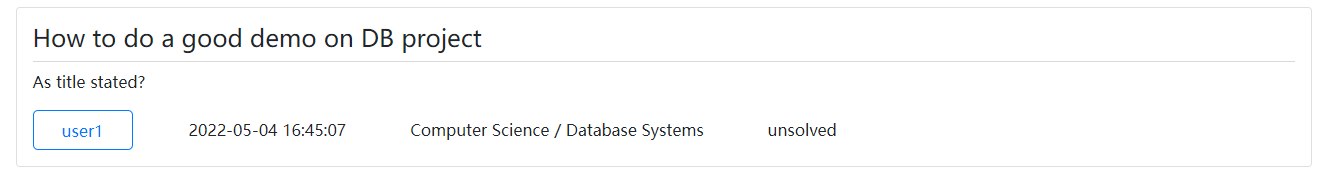 How to do a good demo on DB project
As title stated?
user1 2022-05-04 16:45:07 Computer Science / Database Systems unsolved